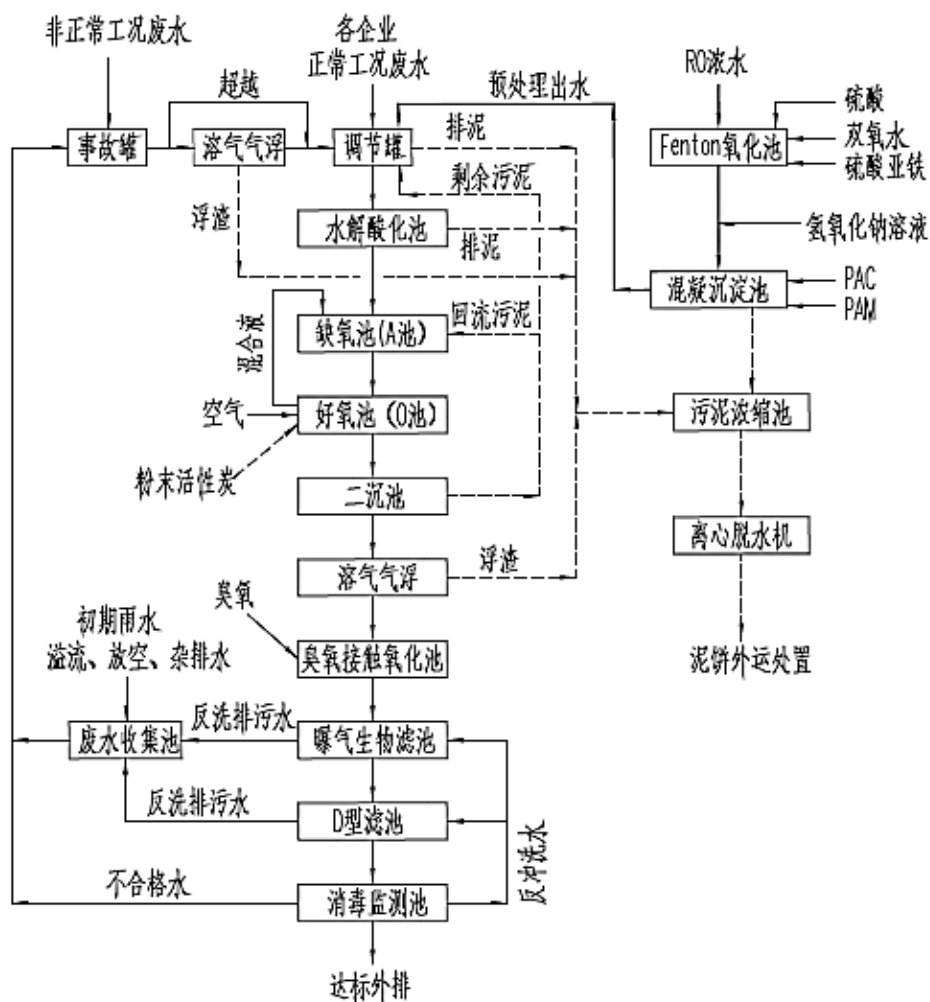 非正常工况废水
各企业
正常工况废水
RO浓水
超越
预处理出水
硫酸
事故罐
溶气气浮
调节罐
排泥
Fenton氧化池
双氧水
硫酸亚铁
剩余污泥
浮渣
水解酸化池
排泥
氢氧化钠溶液
混凝沉淀池
PAC
PAM
混合液
缺氧池(A池)
回流污泥
空气
好氧池(O池)
污泥浓缩池
粉末活性炭
二沉池
离心脱水机
溶气气浮
浮渣
臭氧
初期雨水
溢流、放空、杂排水
臭氧接触氧化池
泥饼外运处置
反洗排污水
废水收集池
曝气生物滤池
反洗排污水
D型滤池
反冲洗水
不合格水
消毒监测池
达标外排